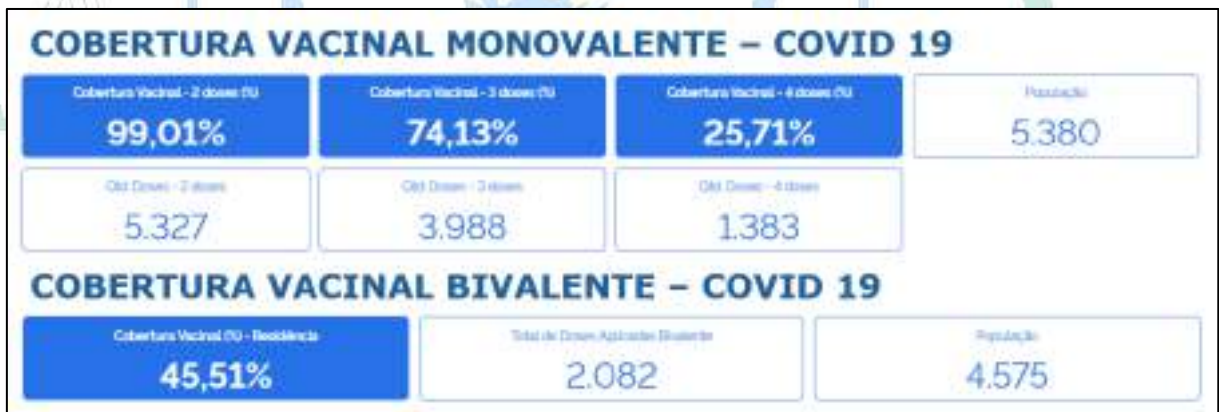 COBERTURA VACINAL MONOVALENTE – COVID 19
Cobertura Vacinal - 2 doses (%)
99,01%
Cobertura Vacinal - 3 doses (%)
74,13%
Cobertura Vacinal - 4 doses (%)
25,71%
População
5.380
Qtd Doses - 2 doses
5.327
Qtd Doses - 3 doses
3.988
Qtd Doses - 4 doses
1.383
COBERTURA VACINAL BIVALENTE – COVID 19
Cobertura Vacinal (%) - Residência
45,51%
Total de Doses Aplicadas Bivalente
2.082
População
4.575